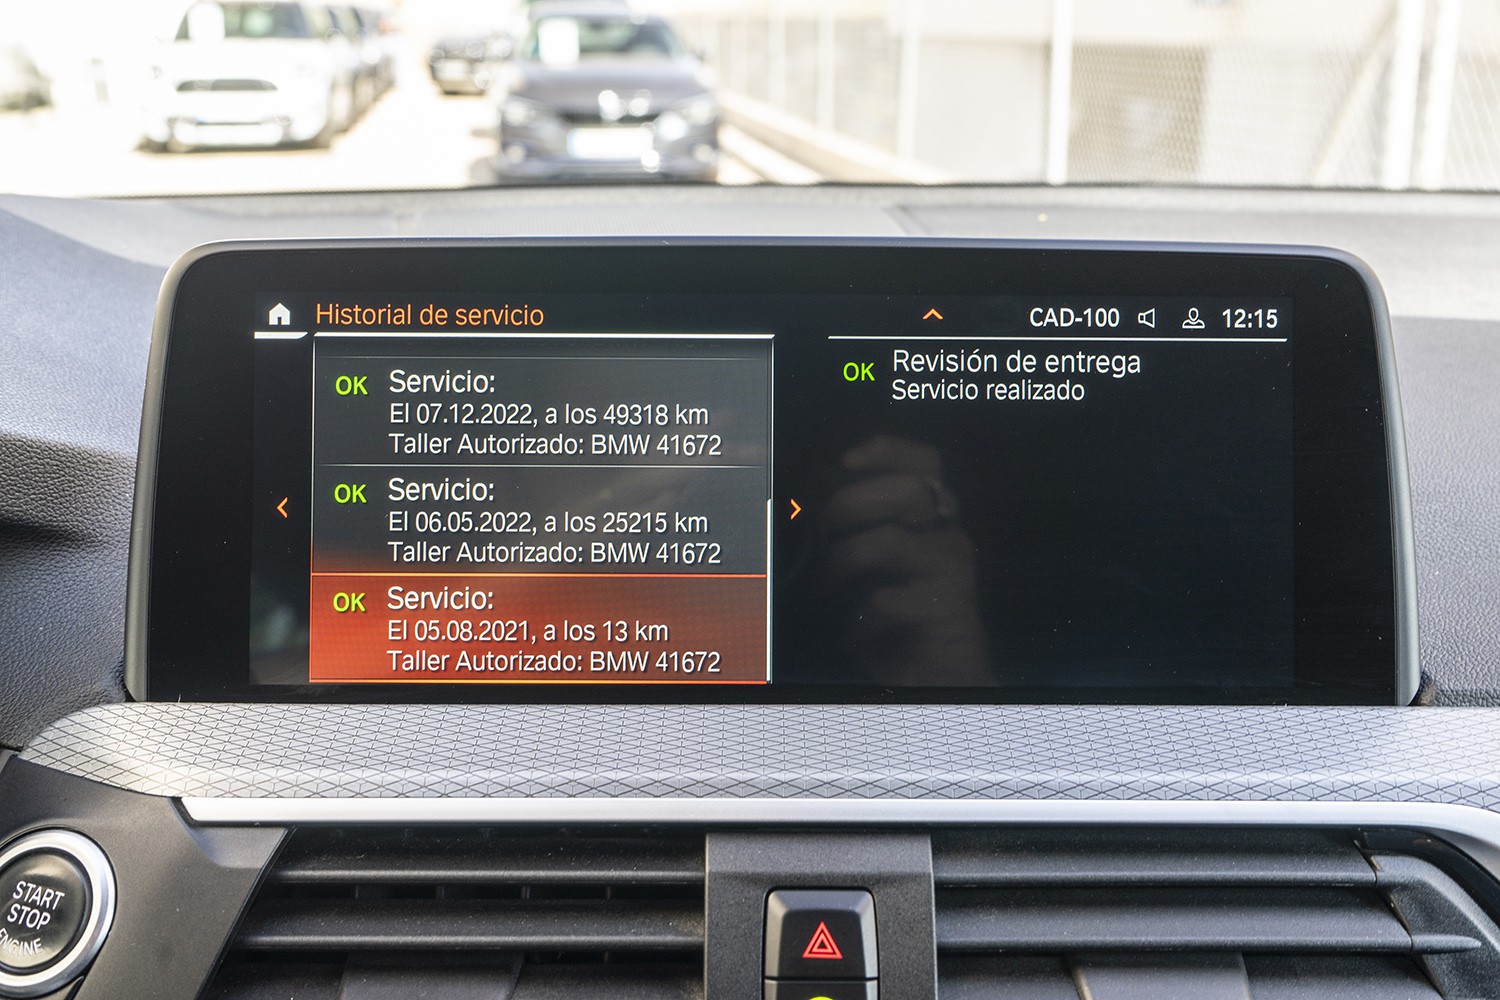 Historial de servicio
CAD-100 12:15
OK Servicio:
El 07.12.2022, a los 49318 km
Taller Autorizado: BMW 41672
OK Servicio:
El 06.05.2022, a los 25215 km
Taller Autorizado: BMW 41672
OK Servicio:
El 05.08.2021, a los 13 km
Taller Autorizado: BMW 41672
OK Revisión de entrega
Servicio realizado
START
STOP
ENGINE